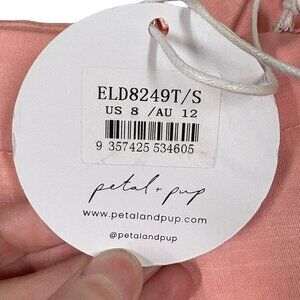 ELD8249T/S
US 8 /AU 12
9 357425 534605
petal + pup
www.petalandpup.com
@petalandpup